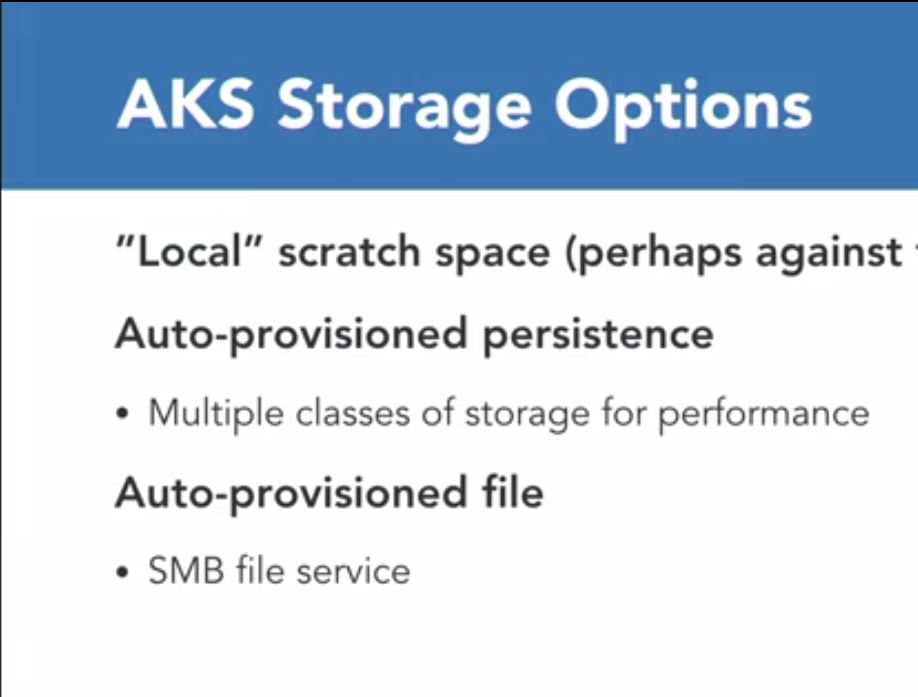 AKS Storage Options
”Local” scratch space (perhaps against
Auto-provisioned persistence
• Multiple classes of storage for performance
Auto-provisioned file
• SMB file service